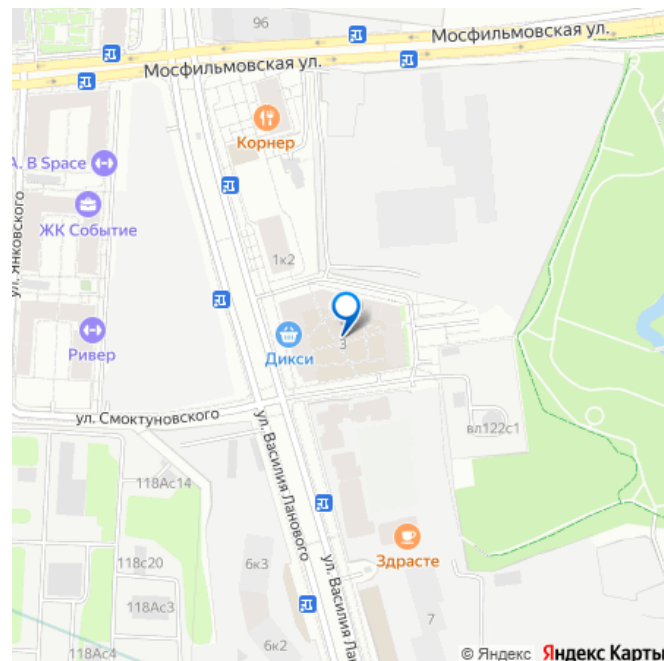 Мосфильмовская ул.
96
Мосфильмовская ул.
Корнер
A. B Space
ЖК Событие
ул. Янковского
1к2
Ривер
Дикси
3
ул. Смоктуновского
вл122с1
118Ас14
ул. Василия Ланового
Здрасте
118с20
6к3
ул. Василия Ланового
118Ас3
7
6к2
118Ас4
© Яндекс Яндекс Карты